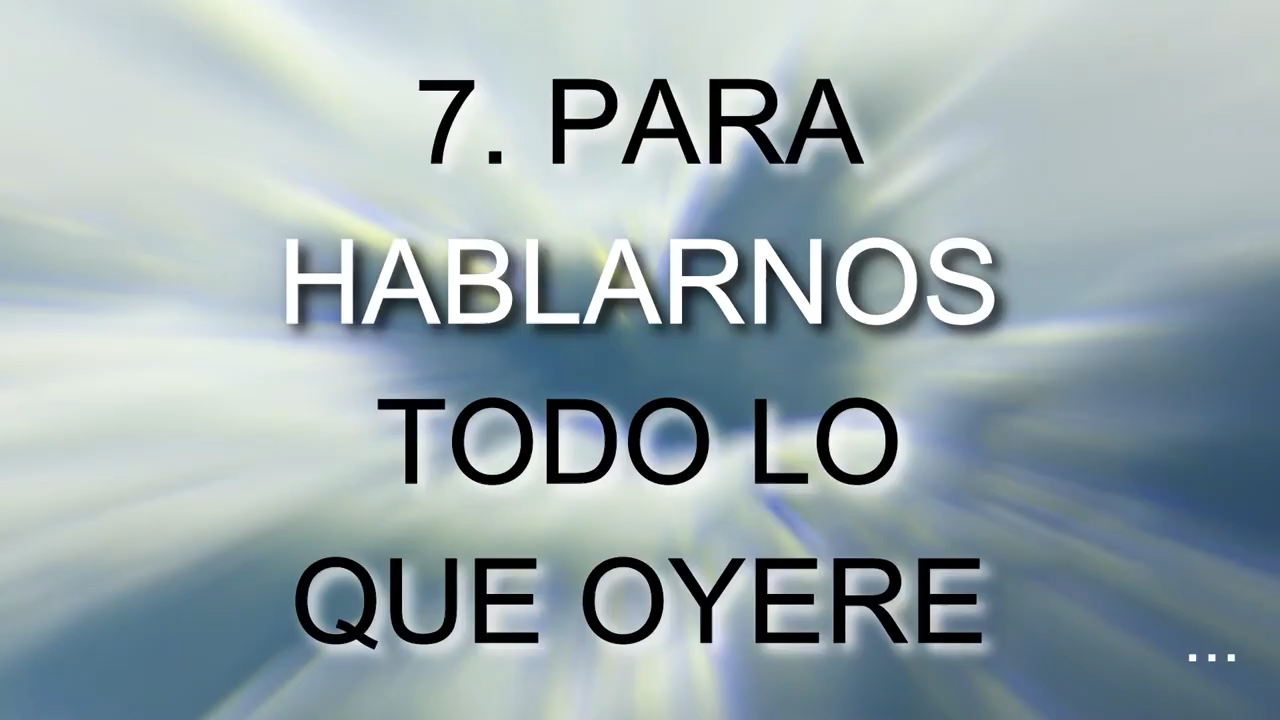 7. PARA
HABLARNOS
TODO LO
QUE OYERE
...